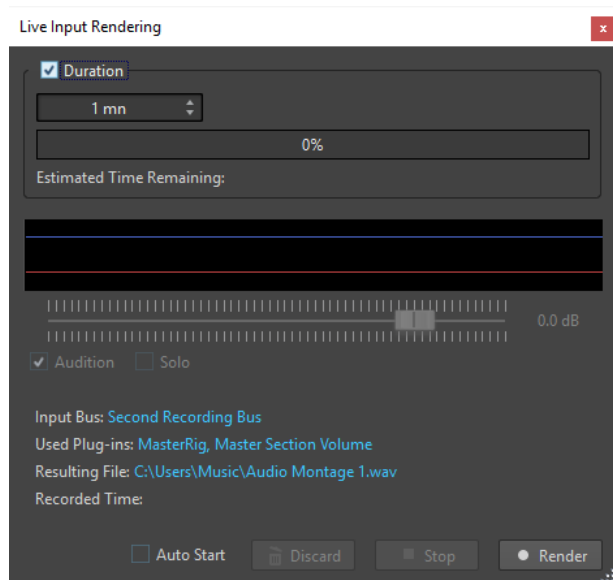 Live Input Rendering
x
Duration
1 mn
0%
Estimated Time Remaining:
0.0 dB
Audition Solo
Input Bus: Second Recording Bus
Used Plug-ins: MasterRig, Master Section Volume
Resulting File: C:\Users\Music\Audio Montage 1.wav
Recorded Time:
Auto Start Discard Stop Render